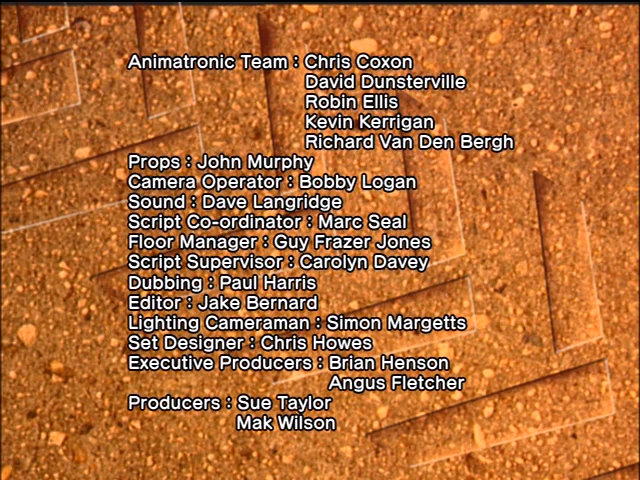 Animatronic Team : Chris Coxon
David Dunsterville
Robin Ellis
Kevin Kerrigan
Richard Van Den Bergh
Props : John Murphy
Camera Operator : Bobby Logan
Sound : Dave Langridge
Script Co-ordinator : Marc Seal
Floor Manager : Guy Frazer Jones
Script Supervisor : Carolyn Davey
Dubbing : Paul Harris
Editor : Jake Bernard
Lighting Cameraman : Simon Margetts
Set Designer : Chris Howes
Executive Producers : Brian Henson
Angus Fletcher
Producers : Sue Taylor
Mak Wilson